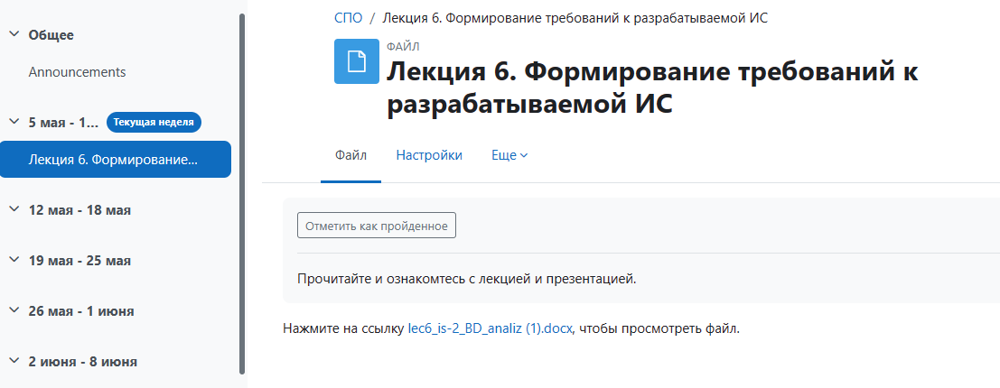 Общее
Announcements
5 мая - 1...
Текущая неделя
Лекция 6. Формирование...
12 мая - 18 мая
19 мая - 25 мая
26 мая - 1 июня
2 июня - 8 июня
СПО / Лекция 6. Формирование требований к разрабатываемой ИС
ФАЙЛ
Лекция 6. Формирование требований к
разрабатываемой ИС
Файл Настройки Еще
Отметить как пройденное
Прочитайте и ознакомтесь с лекцией и презентацией.
Нажмите на ссылку lec6_is-2_BD_analiz (1).docx, чтобы просмотреть файл.